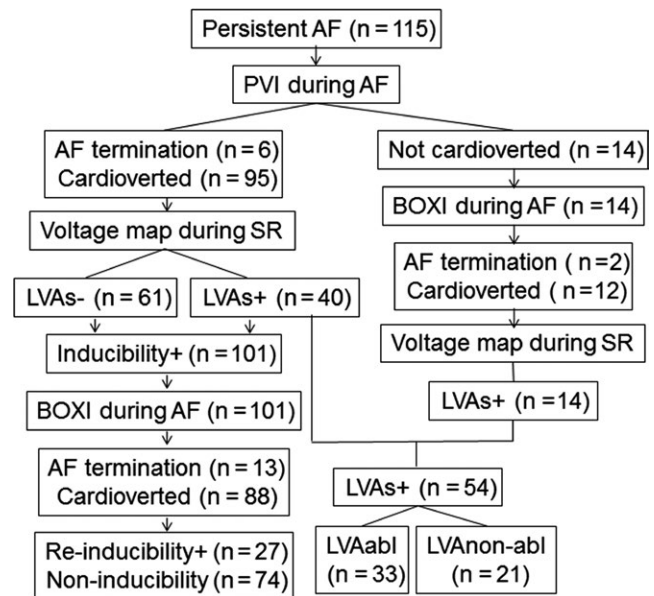 Persistent AF (n = 115)
PVI during AF
AF termination (n = 6)
Cardioverted (n = 95)
Voltage map during SR
LVAs- (n = 61)
LVAs+ (n = 40)
Inducibility+ (n = 101)
BOXI during AF (n = 101)
AF termination (n = 13)
Cardioverted (n = 88)
Re-inducibility+ (n = 27)
Non-inducibility (n = 74)
Not cardioverted (n = 14)
BOXI during AF (n = 14)
AF termination ( n = 2)
Cardioverted (n = 12)
Voltage map during SR
LVAs+ (n = 14)
LVAs+ (n = 54)
LVAabl
(n = 33)
LVAnon-abl
(n = 21)